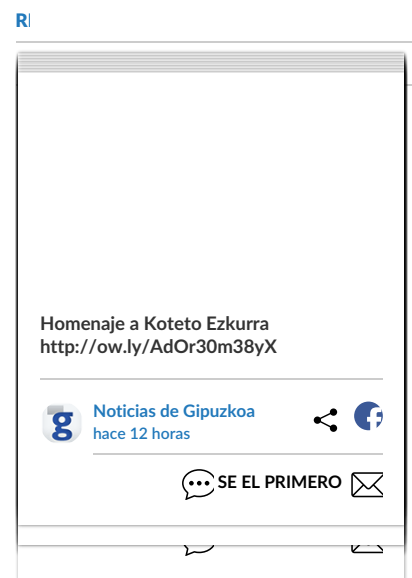 Homenaje a Koteto Ezkurra
http://ow.ly/AdOr30m38yX
g Noticias de Gipuzkoa
hace 12 horas
SE EL PRIMERO